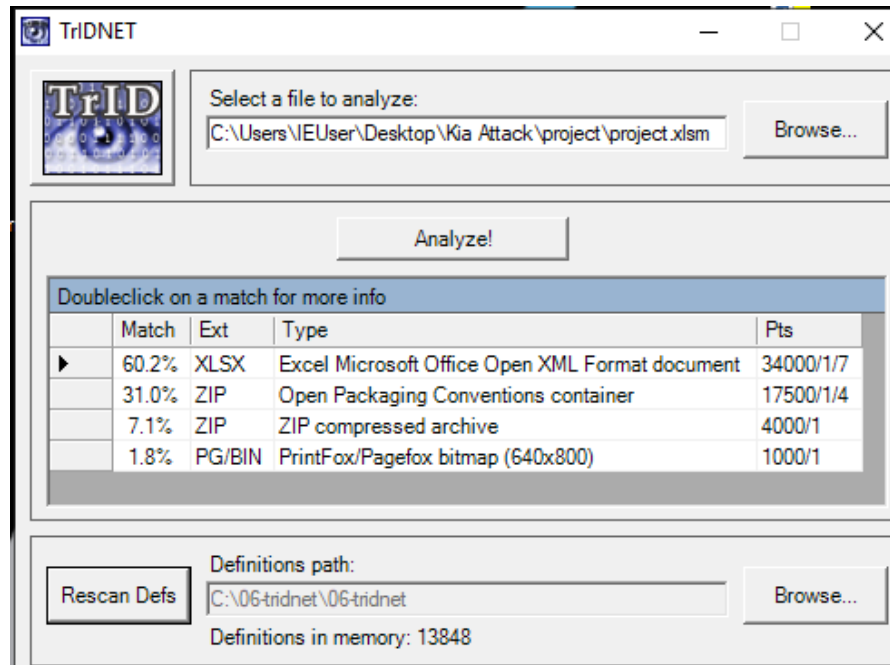 TrIDNET
TrID
Select a file to analyze:
C:\Users\IEUser\Desktop\Kia Attack\project\project.xlsm
Browse...
Analyze!
Doubleclick on a match for more info
Match Ext Type Pts
60.2% XLSX Excel Microsoft Office Open XML Format document 34000/1/7
31.0% ZIP Open Packaging Conventions container 17500/1/4
7.1% ZIP ZIP compressed archive 4000/1
1.8% PG/BIN PrintFox/Pagefox bitmap (640x800) 1000/1
Definitions path:
Rescan Defs
C:\06-tridnet\06-tridnet
Browse...
Definitions in memory: 13848